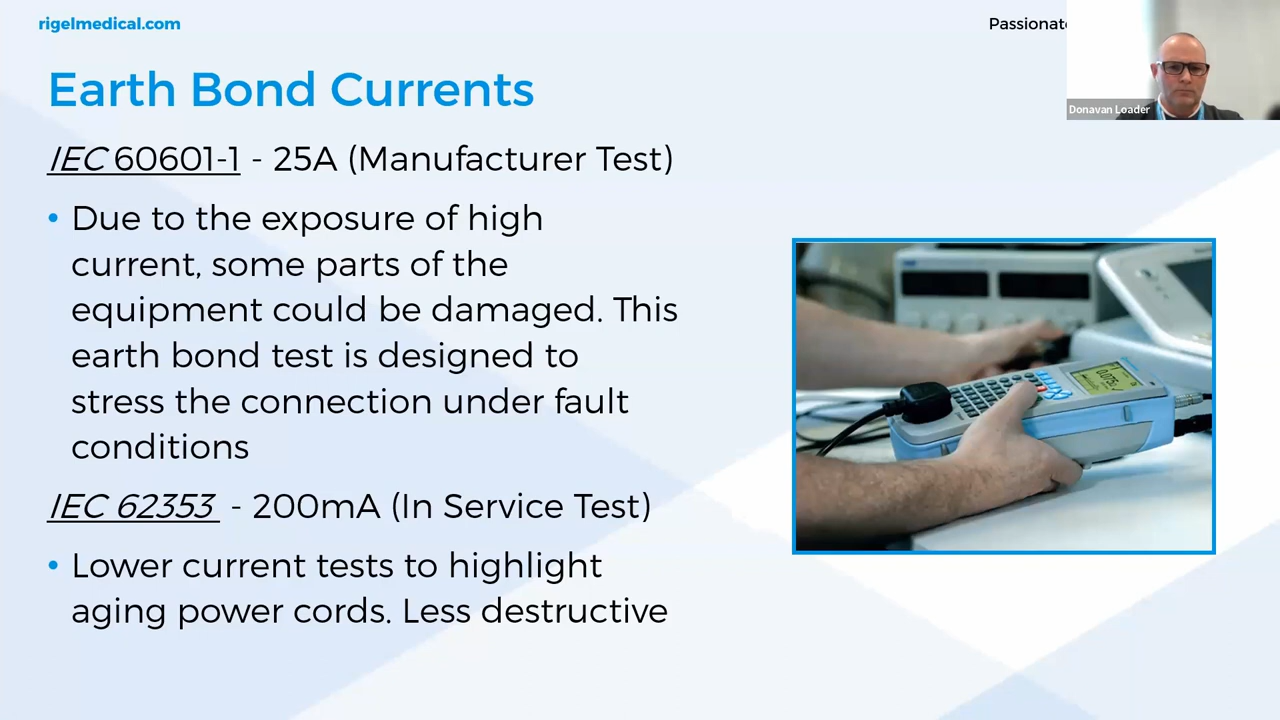 rigelmedical.com
Passionate
Donavan Loader
Earth Bond Currents
IEC 60601-1 - 25A (Manufacturer Test)
• Due to the exposure of high
current, some parts of the
equipment could be damaged. This
earth bond test is designed to
stress the connection under fault
conditions
IEC 62353 - 200mA (In Service Test)
• Lower current tests to highlight
aging power cords. Less destructive